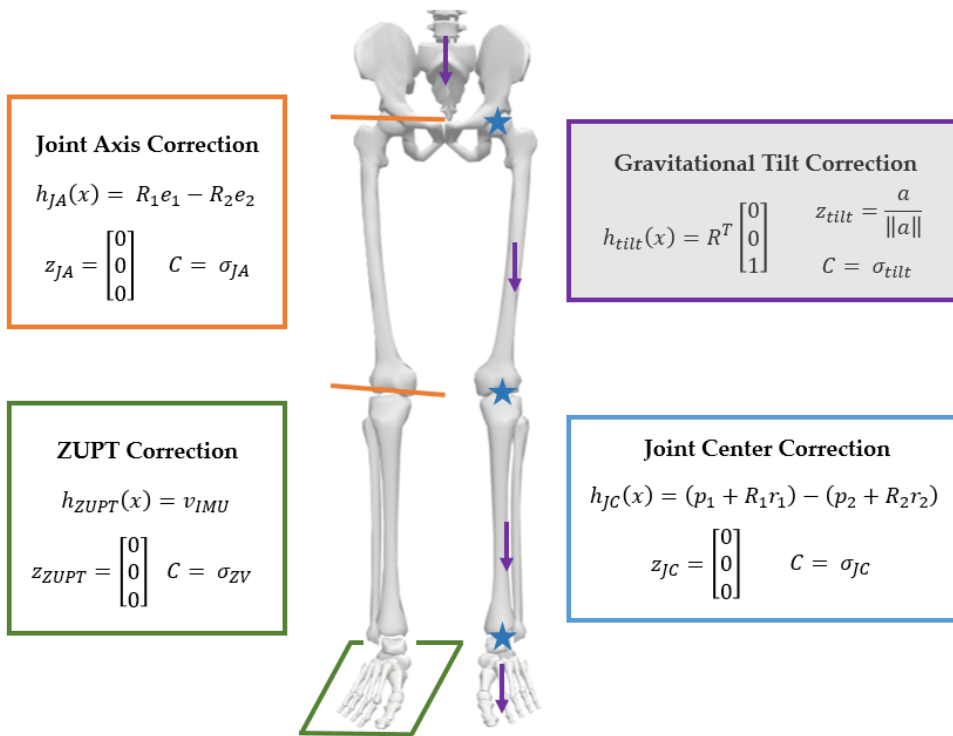 Joint Axis Correction
h_JA(x) = R_1e_1 − R_2e_2
z_JA = [0 0 0] C = σ_JA
Gravitational Tilt Correction
h_tilt(x) = R^T [0 0 1] z_tilt = a / ‖a‖
C = σ_tilt
ZUPT Correction
h_ZUPT(x) = v_IMU
z_ZUPT = [0 0 0] C = σ_ZV
Joint Center Correction
h_JC(x) = (p_1 + R_1r_1) − (p_2 + R_2r_2)
z_JC = [0 0 0] C = σ_JC